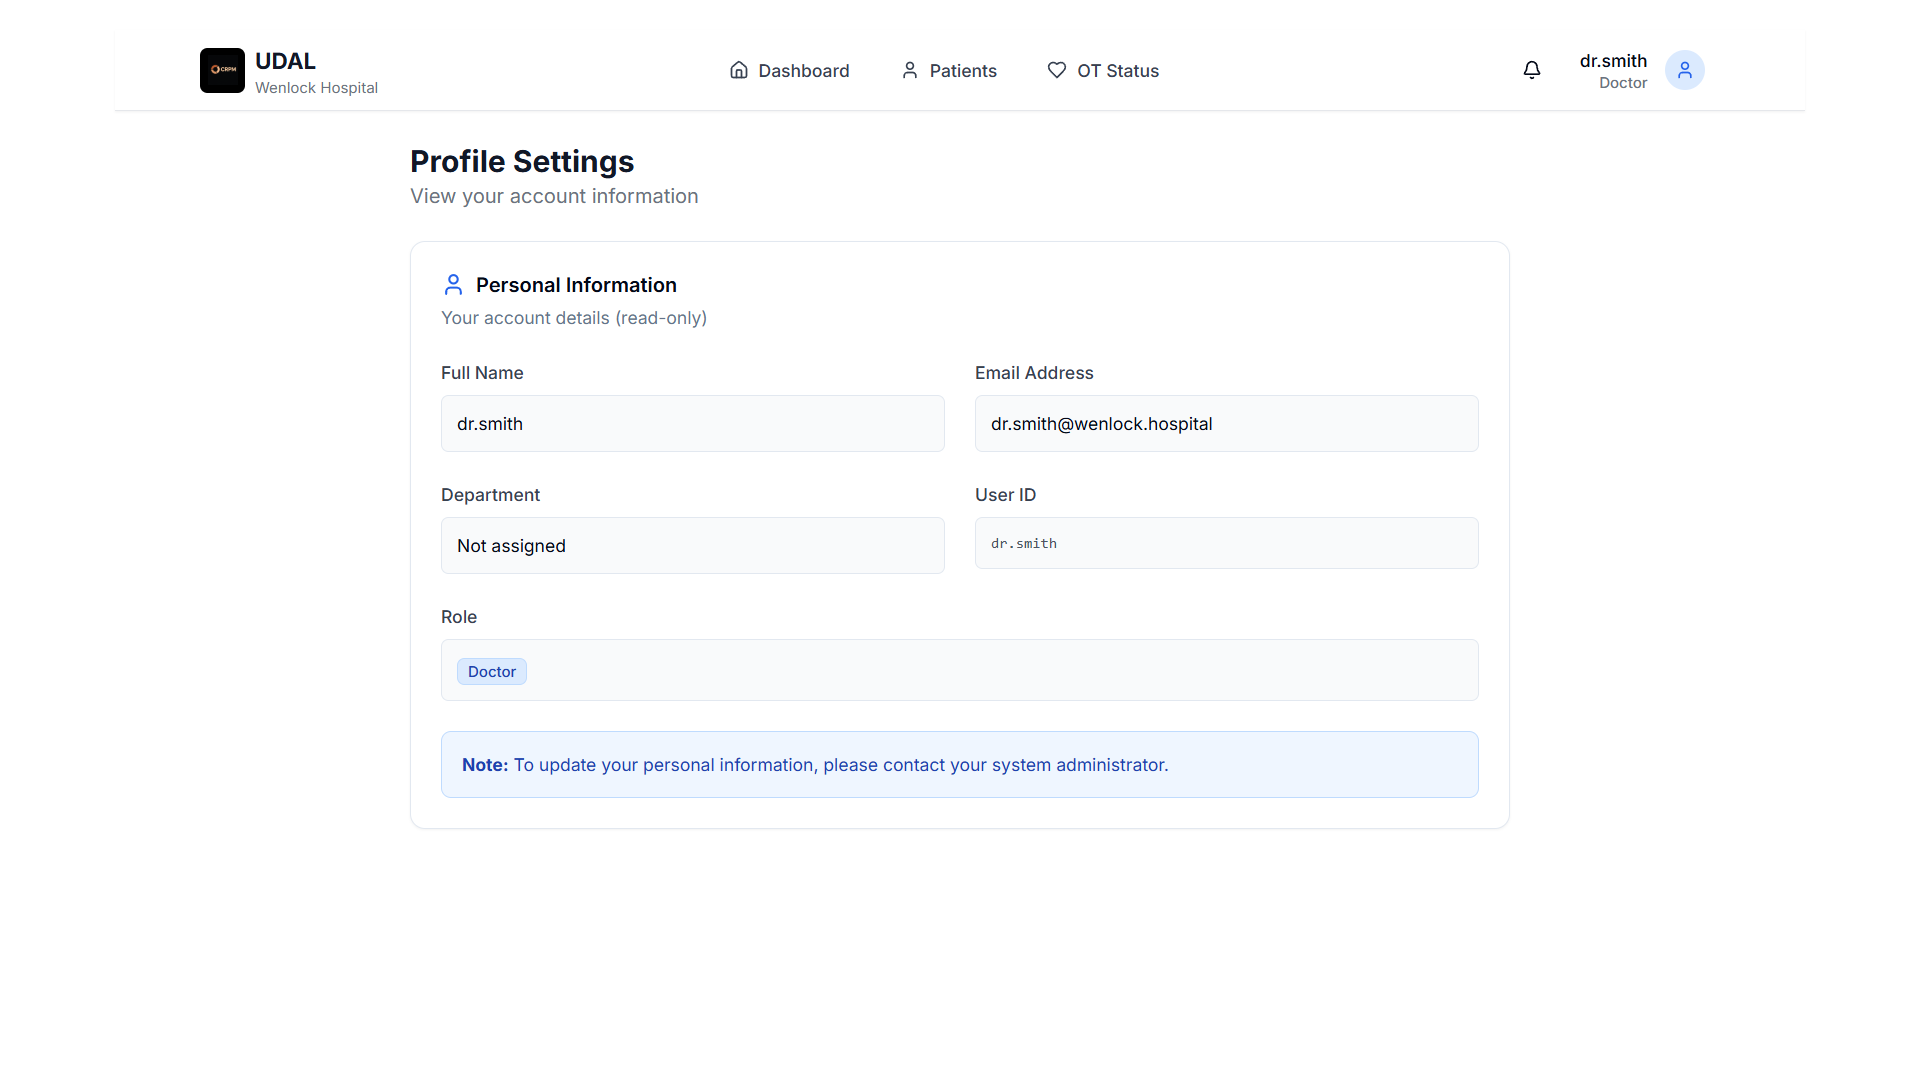 CBPM
UDAL
Wenlock Hospital
Dashboard
Patients
OT Status
dr.smith
Doctor
Profile Settings
View your account information
Personal Information
Your account details (read-only)
Full Name
dr.smith
Email Address
dr.smith@wenlock.hospital
Department
Not assigned
User ID
dr.smith
Role
Doctor
Note: To update your personal information, please contact your system administrator.